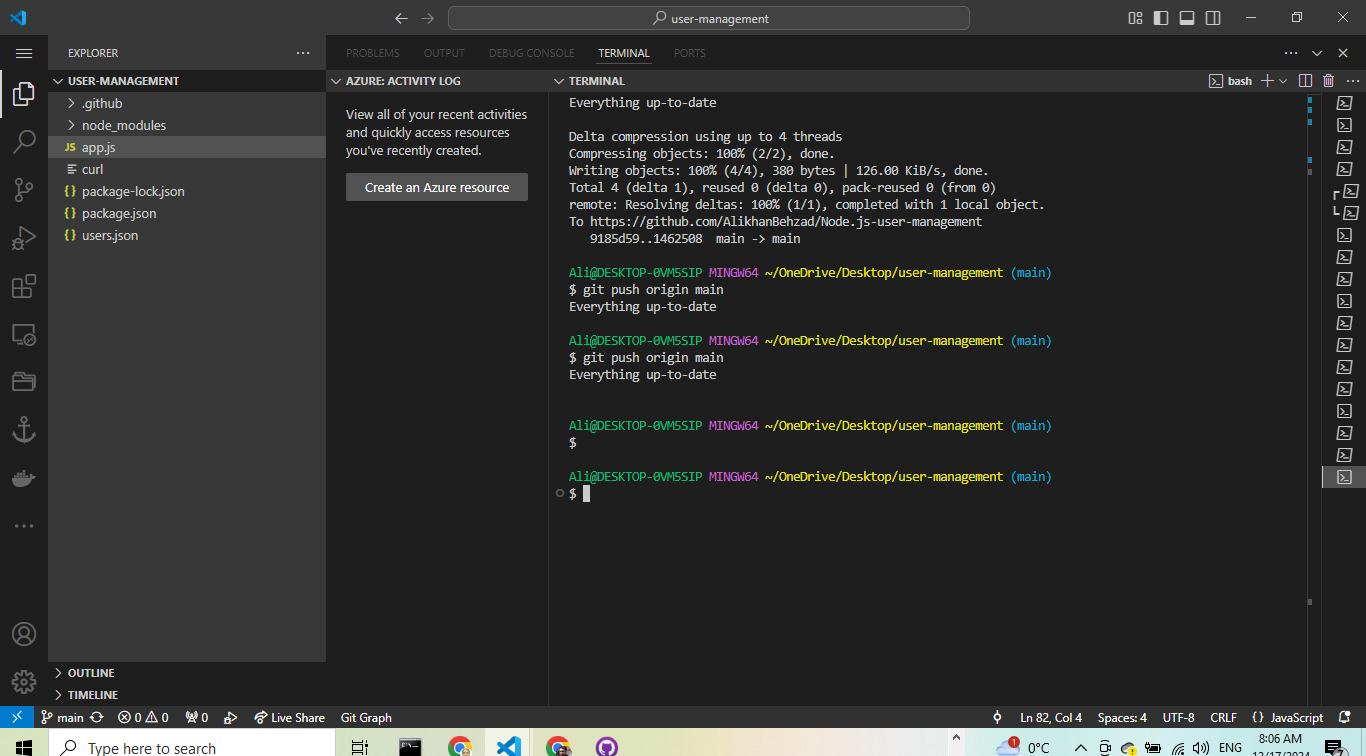 user-management
EXPLORER
USER-MANAGEMENT
.github
node_modules
JS app.js
curl
{} package-lock.json
{} package.json
{} users.json
OUTLINE
TIMELINE
PROBLEMS OUTPUT DEBUG CONSOLE TERMINAL PORTS
AZURE: ACTIVITY LOG
View all of your recent activities
and quickly access resources
you've recently created.
Create an Azure resource
TERMINAL
bash
Everything up-to-date
Delta compression using up to 4 threads
Compressing objects: 100% (2/2), done.
Writing objects: 100% (4/4), 380 bytes | 126.00 KiB/s, done.
Total 4 (delta 1), reused 0 (delta 0), pack-reused 0 (from 0)
remote: Resolving deltas: 100% (1/1), completed with 1 local object.
To https://github.com/AlikhanBehzad/Node.js-user-management
9185d59..1462508  main -> main
Ali@DESKTOP-0VM5SIP MINGW64 ~/OneDrive/Desktop/user-management (main)
$ git push origin main
Everything up-to-date
Ali@DESKTOP-0VM5SIP MINGW64 ~/OneDrive/Desktop/user-management (main)
$ git push origin main
Everything up-to-date
Ali@DESKTOP-0VM5SIP MINGW64 ~/OneDrive/Desktop/user-management (main)
$
Ali@DESKTOP-0VM5SIP MINGW64 ~/OneDrive/Desktop/user-management (main)
$
main 0 0 0 Live Share Git Graph Ln 82, Col 4 Spaces: 4 UTF-8 CRLF {} JavaScript
Type here to search
1 0°C ENG
8:06 AM
12/17/2024